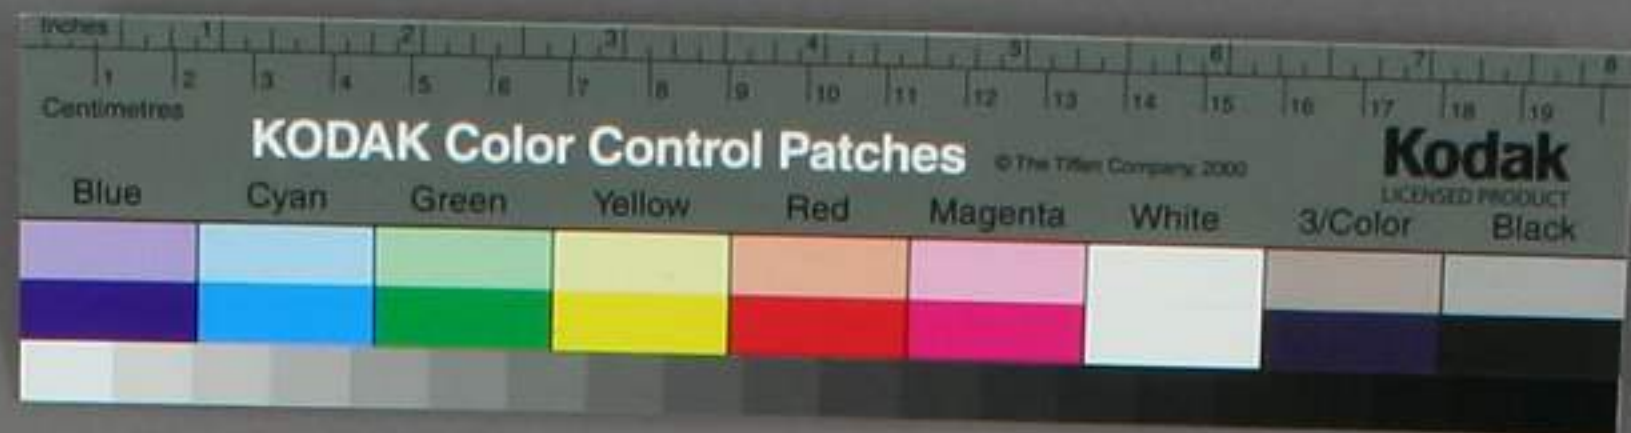 Inches 1 2 3 4 5 6 7 8
1 2 3 4 5 6 7 8 9 10 11 12 13 14 15 16 17 18 19
Centimetres
KODAK Color Control Patches © The Tiffen Company, 2000 Kodak
LICENSED PRODUCT
Blue Cyan Green Yellow Red Magenta White 3/Color Black